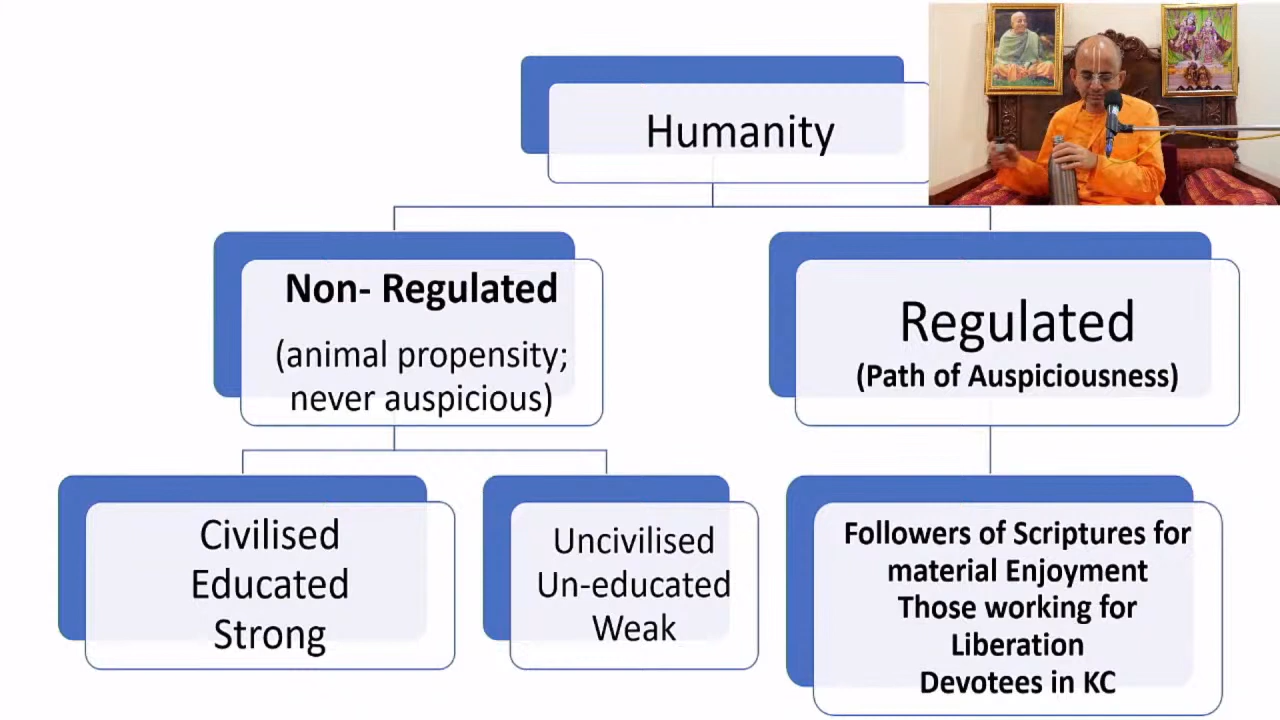 Humanity
Non- Regulated
(animal propensity;
never auspicious)
Regulated
(Path of Auspiciousness)
Civilised
Educated
Strong
Uncivilised
Un-educated
Weak
Followers of Scriptures for
material Enjoyment
Those working for
Liberation
Devotees in KC